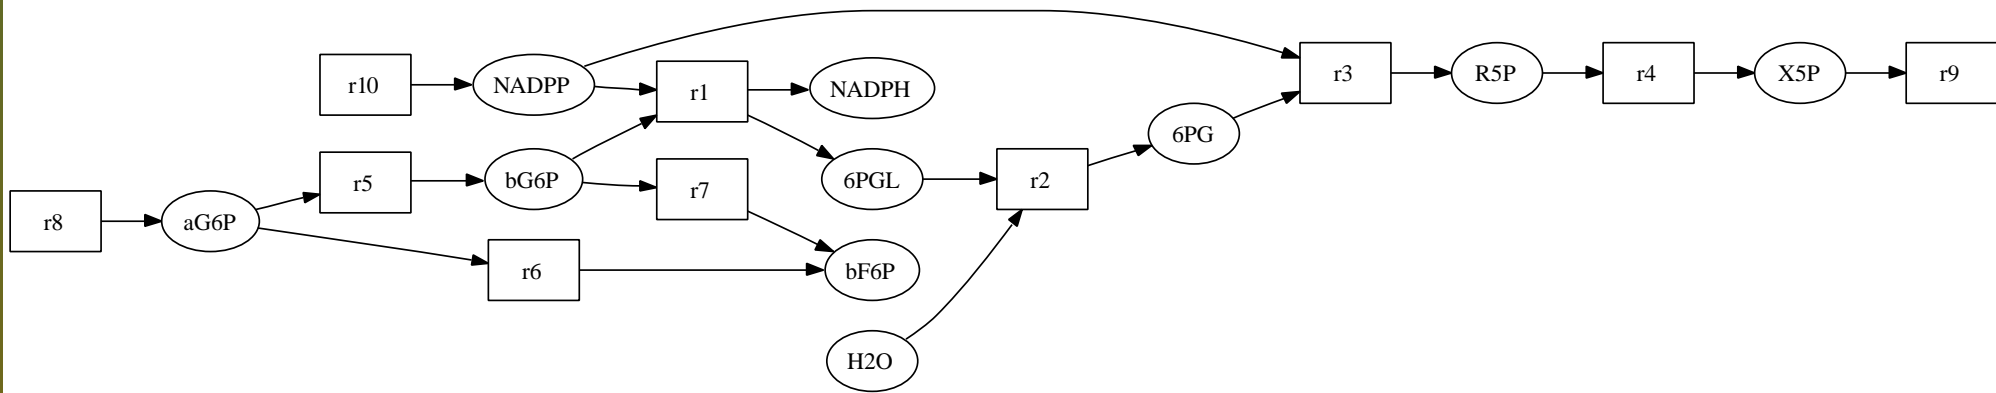 r10
NADPP
r1
NADPH
r3
R5P
r4
X5P
r9
6PG
r5
bG6P
r7
6PGL
r2
r8
aG6P
r6
bF6P
H2O